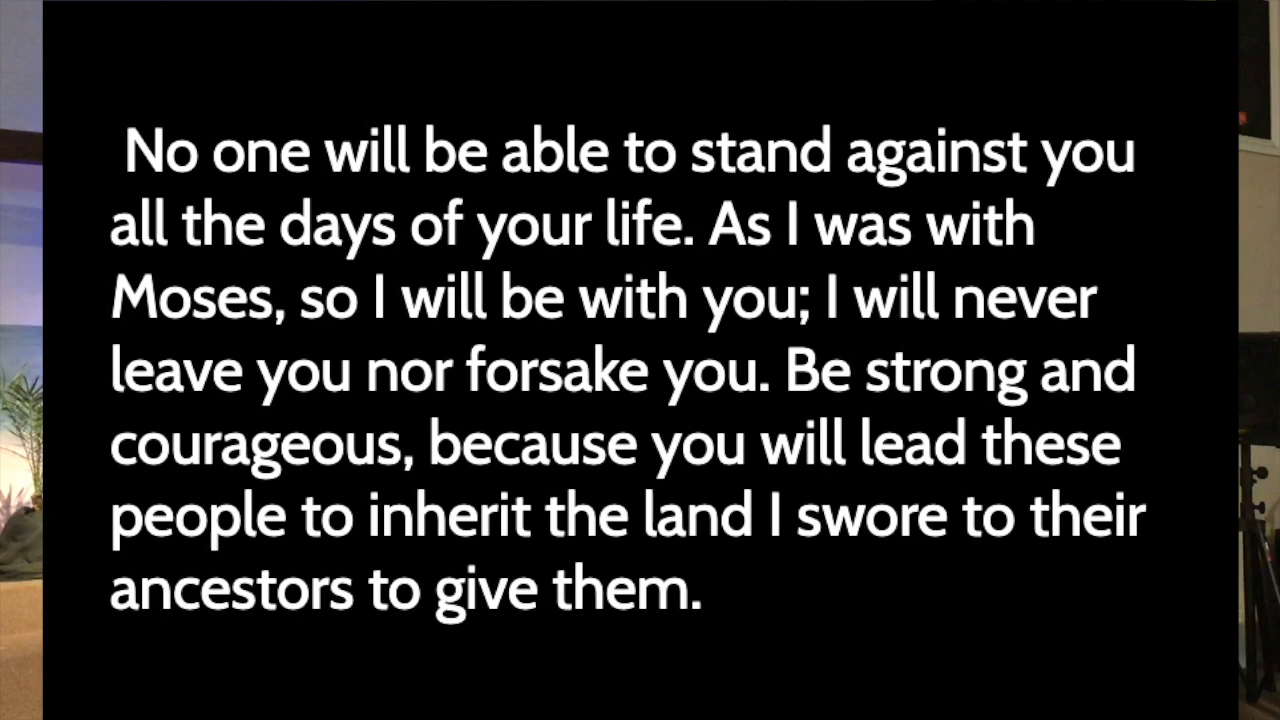 No one will be able to stand against you
all the days of your life. As I was with
Moses, so I will be with you; I will never
leave you nor forsake you. Be strong and
courageous, because you will lead these
people to inherit the land I swore to their
ancestors to give them.